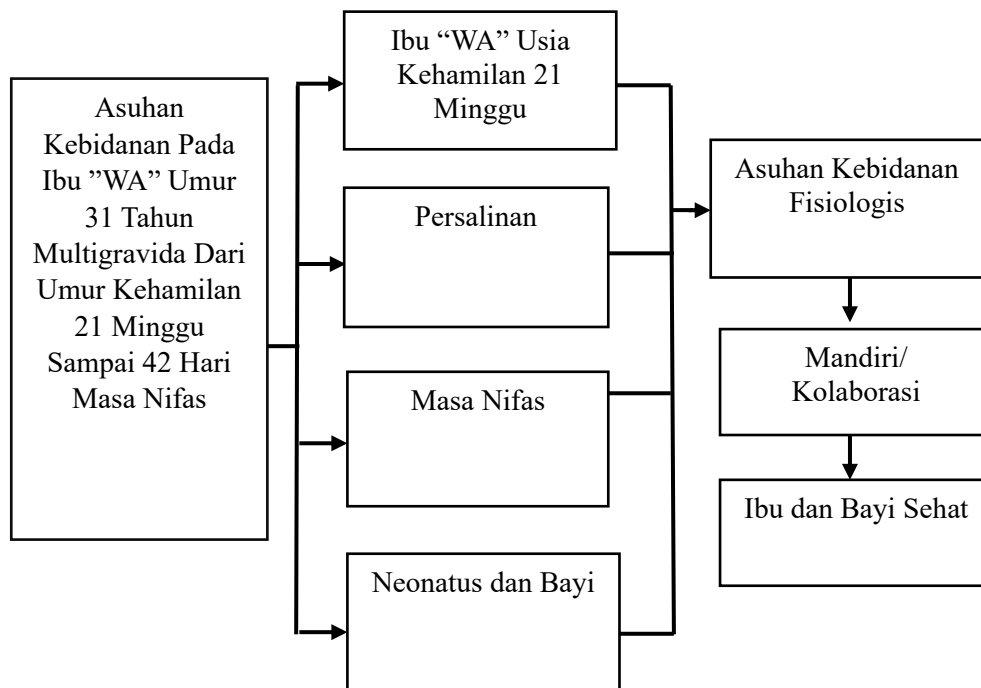 Asuhan
Kebidanan Pada
Ibu ”WA” Umur
31 Tahun
Multigravida Dari
Umur Kehamilan
21 Minggu
Sampai 42 Hari
Masa Nifas
Ibu “WA” Usia
Kehamilan 21
Minggu
Persalinan
Masa Nifas
Neonatus dan Bayi
Asuhan Kebidanan
Fisiologis
Mandiri/
Kolaborasi
Ibu dan Bayi Sehat